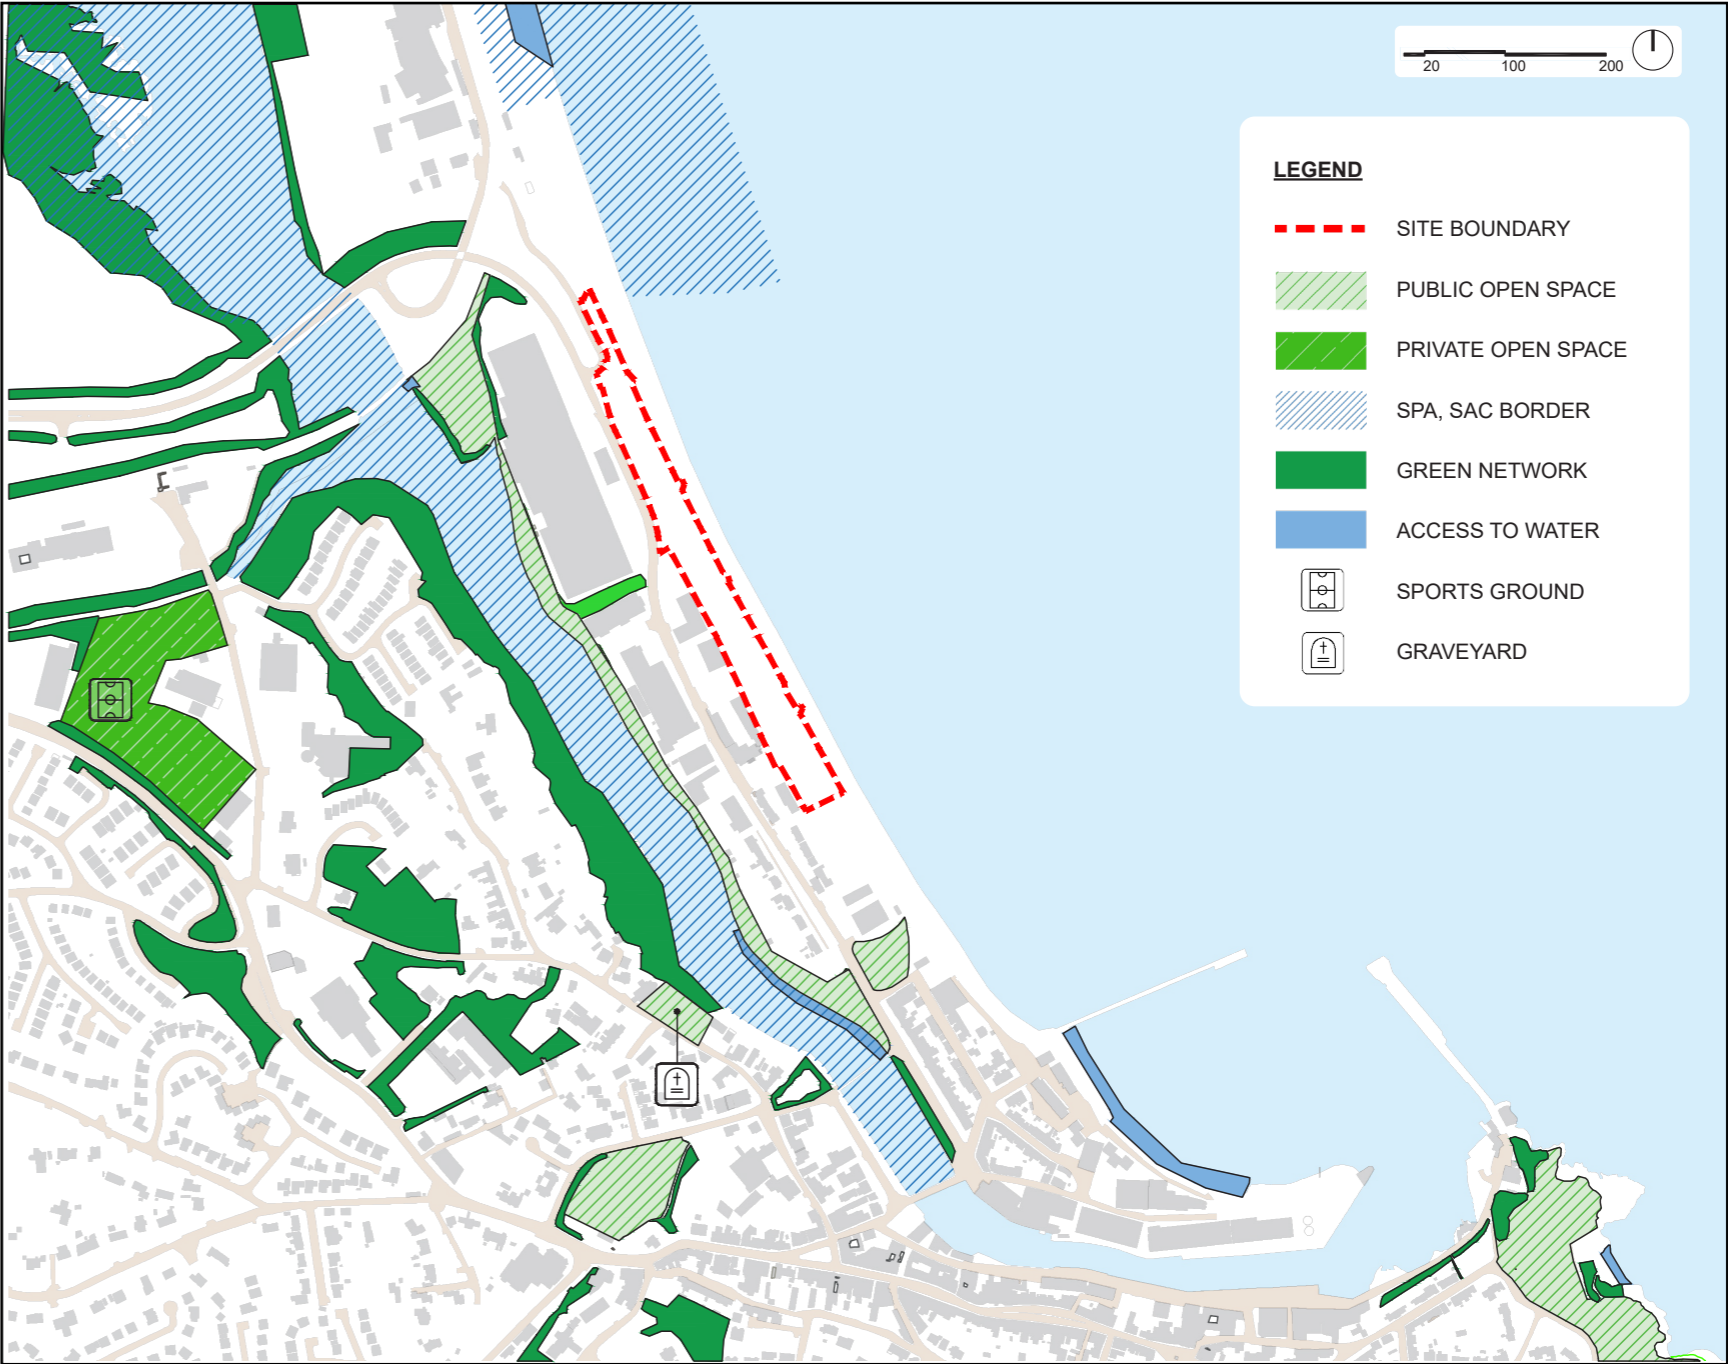 20 100 200
LEGEND
SITE BOUNDARY
PUBLIC OPEN SPACE
PRIVATE OPEN SPACE
SPA, SAC BORDER
GREEN NETWORK
ACCESS TO WATER
SPORTS GROUND
GRAVEYARD